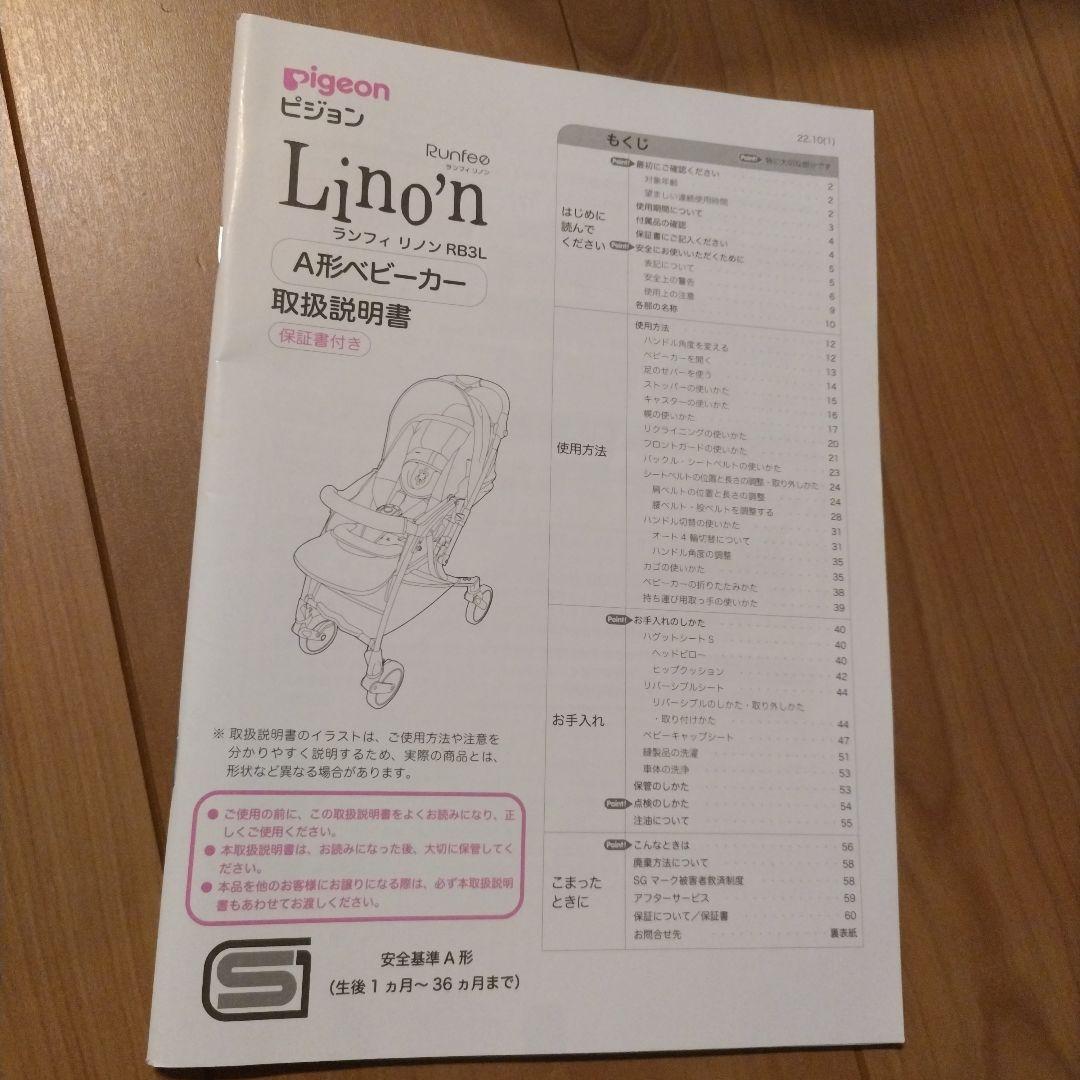 Pigeon
ピジョン
Runfee
ランフィ リノン
Lino'n
ランフィ リノン RB3L
A形ベビーカー
取扱説明書
保証書付き
※ 取扱説明書のイラストは、ご使用方法や注意を
分かりやすく説明するため、実際の商品とは、
形状など異なる場合があります。
● ご使用の前に、この取扱説明書をよくお読みになり、正
しくご使用ください。
● 本取扱説明書は、お読みになった後、大切に保管してく
ださい。
● 本品を他のお客様にお譲りになる際は、必ず本取扱説明
書もあわせてお渡しください。
S
安全基準 A 形
(生後 1 ヵ月〜 36 ヵ月まで)
22.10(1)
もくじ
Point! 特に大切な部分です
はじめに
読んで
ください
Point! 最初にご確認ください 2
対象年齢 2
望ましい連続使用時間 2
使用期間について 2
付属品の確認 3
保証書にご記入ください 4
Point! 安全にお使いいただくために 4
表記について 5
安全上の警告 5
使用上の注意 6
各部の名称 9
使用方法
使用方法 10
ハンドル角度を変える 12
ベビーカーを開く 12
足のせバーを使う 13
ストッパーの使いかた 14
キャスターの使いかた 15
幌の使いかた 16
リクライニングの使いかた 17
フロントガードの使いかた 20
バックル・シートベルトの使いかた 21
シートベルトの位置と長さの調整・取り外しかた 23
肩ベルトの位置と長さの調整 24
腰ベルト・股ベルトを調整する 24
ハンドル切替の使いかた 28
オート 4 輪切替について 31
ハンドル角度の調整 31
カゴの使いかた 35
ベビーカーの折りたたみかた 35
持ち運び用取っ手の使いかた 38
39
お手入れ
Point! お手入れのしかた 40
ハグットシート S 40
ヘッドピロー 40
ヒップクッション 42
リバーシブルシート 44
リバーシブルのしかた・取り外しかた
・取り付けかた 44
ベビーキャップシート 47
縫製品の洗濯 51
車体の洗浄 53
保管のしかた 53
Point! 点検のしかた 54
注油について 55
こまった
ときに
Point! こんなときは 56
廃棄方法について 58
SG マーク被害者救済制度 58
アフターサービス 59
保証について／保証書 60
お問合せ先 裏表紙